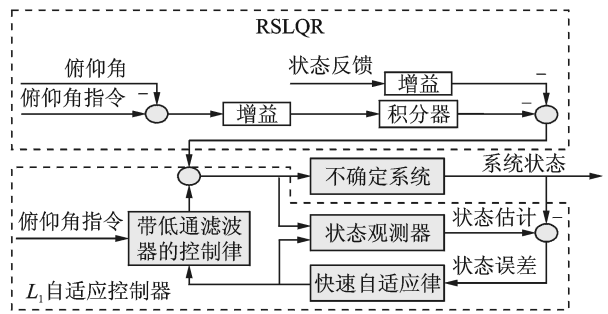 RSLQR
俯仰角
状态反馈
增益
俯仰角指令
增益
积分器
不确定系统
系统状态
俯仰角指令
带低通滤波
器的控制律
状态观测器
状态估计
状态误差
快速自适应律
L₁自适应控制器